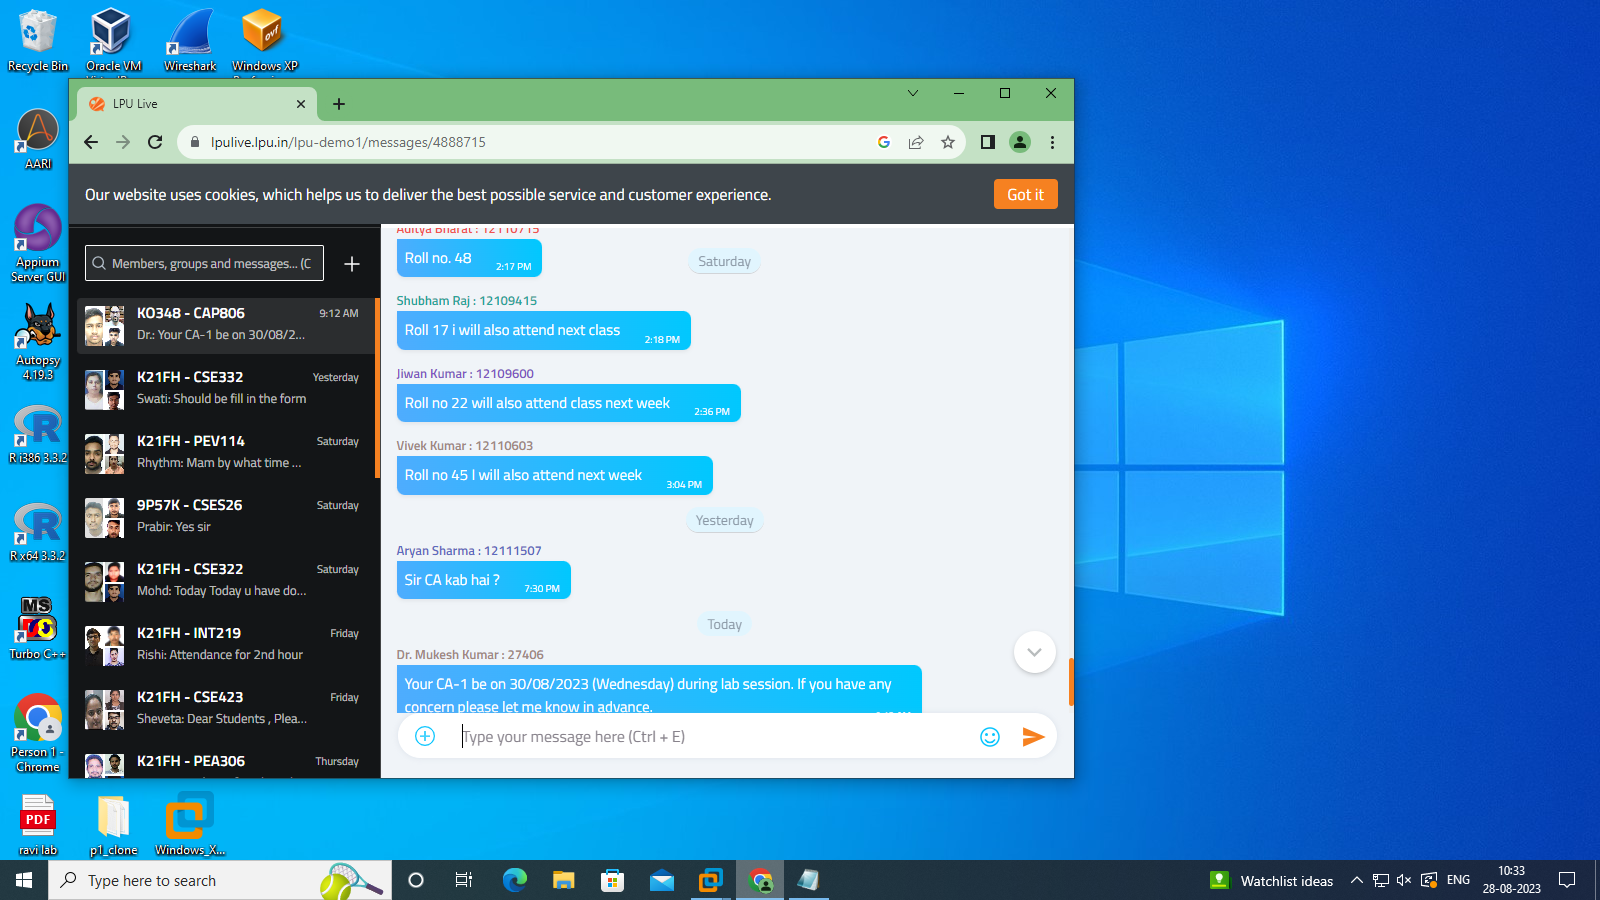 Recycle Bin
Oracle VM
Wireshark
Windows XP
ovf
AARI
Appium
Server GUI
Autopsy
4.19.3
R i386 3.3.2
R x64 3.3.2
MS
Turbo C++
Person 1 -
Chrome
PDF
ravi lab
p1_clone
Windows_X...
LPU Live
lpulive.lpu.in/lpu-demo1/messages/4888715
Our website uses cookies, which helps us to deliver the best possible service and customer experience.
Got it
Members, groups and messages... (C
KO348 - CAP806 9:12 AM
Dr.: Your CA-1 be on 30/08/2...
K21FH - CSE332 Yesterday
Swati: Should be fill in the form
K21FH - PEV114 Saturday
Rhythm: Mam by what time ...
9P57K - CSES26 Saturday
Prabir: Yes sir
K21FH - CSE322 Saturday
Mohd: Today Today u have do...
K21FH - INT219 Friday
Rishi: Attendance for 2nd hour
K21FH - CSE423 Friday
Sheveta: Dear Students , Plea...
K21FH - PEA306 Thursday
Aditya Bharat : 12110715
Roll no. 48 2:17 PM
Saturday
Shubham Raj : 12109415
Roll 17 i will also attend next class
2:18 PM
Jiwan Kumar : 12109600
Roll no 22 will also attend class next week
2:36 PM
Vivek Kumar : 12110603
Roll no 45 I will also attend next week
3:04 PM
Yesterday
Aryan Sharma : 12111507
Sir CA kab hai ?
7:30 PM
Today
Dr. Mukesh Kumar : 27406
Your CA-1 be on 30/08/2023 (Wednesday) during lab session. If you have any
concern please let me know in advance.
Type your message here (Ctrl + E)
Type here to search
Watchlist ideas
ENG
10:33
28-08-2023